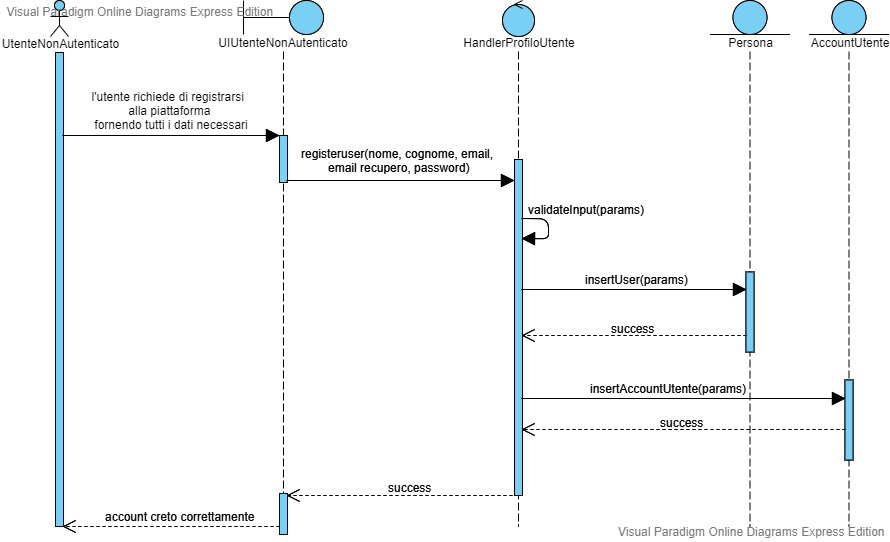 Visual Paradigm Online Diagrams Express Edition
UtenteNonAutenticato
UIUtenteNonAutenticato
HandlerProfiloUtente
Persona
AccountUtente
l'utente richiede di registrarsi
alla piattaforma
fornendo tutti i dati necessari
registeruser(nome, cognome, email,
email recupero, password)
validateInput(params)
insertUser(params)
success
insertAccountUtente(params)
success
success
account creto correttamente
Visual Paradigm Online Diagrams Express Edition